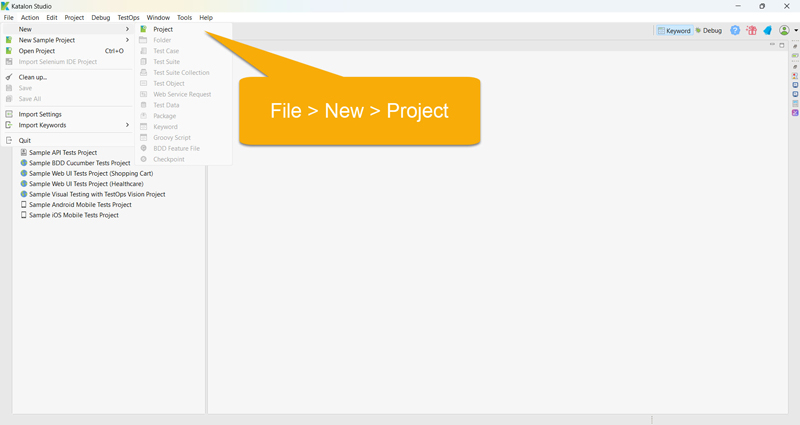 Katalon Studio
File Action Edit Project Debug TestOps Window Tools Help
New
New Sample Project
Open Project Ctrl+O
Import Selenium IDE Project
Clean up...
Save
Save All
Import Settings
Import Keywords
Quit
Project
Folder
Test Case
Test Suite
Test Suite Collection
Test Object
Web Service Request
Test Data
Package
Keyword
Groovy Script
BDD Feature File
Checkpoint
Keyword Debug
File > New > Project
Sample API Tests Project
Sample BDD Cucumber Tests Project
Sample Web UI Tests Project (Shopping Cart)
Sample Web UI Tests Project (Healthcare)
Sample Visual Testing with TestOps Vision Project
Sample Android Mobile Tests Project
Sample iOS Mobile Tests Project